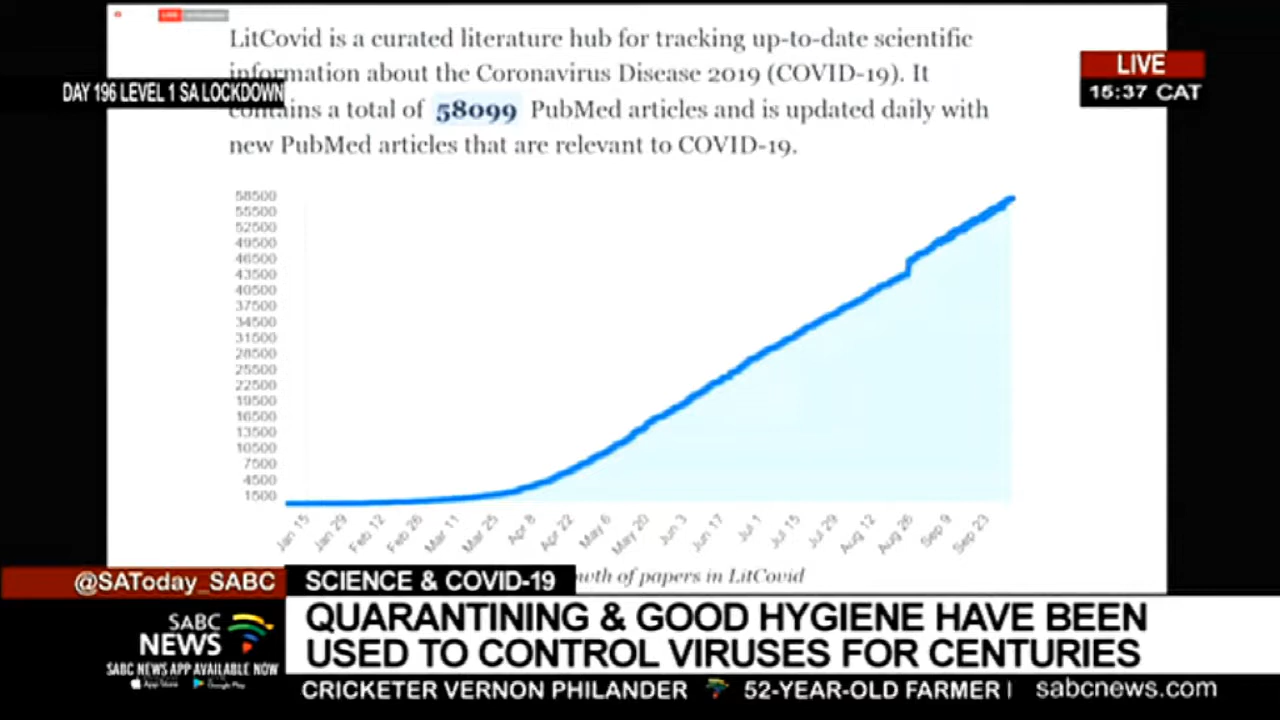 LIVE
LitCovid is a curated literature hub for tracking up-to-date scientific
information about the Coronavirus Disease 2019 (COVID-19). It
contains a total of 58099 PubMed articles and is updated daily with
new PubMed articles that are relevant to COVID-19.
DAY 196 LEVEL 1 SA LOCKDOWN
LIVE
15:37 CAT
58500
55500
52500
49500
46500
43500
40500
37500
34500
31500
28500
25500
22500
19500
16500
13500
10500
7500
4500
1500
Jan 15
Jan 29
Feb 12
Feb 26
Mar 11
Mar 25
Apr 8
Apr 22
May 6
May 20
Jun 3
Jun 17
Jul 1
Jul 15
Jul 29
Aug 12
Aug 26
Sep 9
Sep 23
wth of papers in LitCovid
@SAToday_SABC
SCIENCE & COVID-19
SABC
NEWS
SABC NEWS APP AVAILABLE NOW
App Store Google Play
QUARANTINING & GOOD HYGIENE HAVE BEEN
USED TO CONTROL VIRUSES FOR CENTURIES
CRICKETER VERNON PHILANDER 52-YEAR-OLD FARMER
sabcnews.com